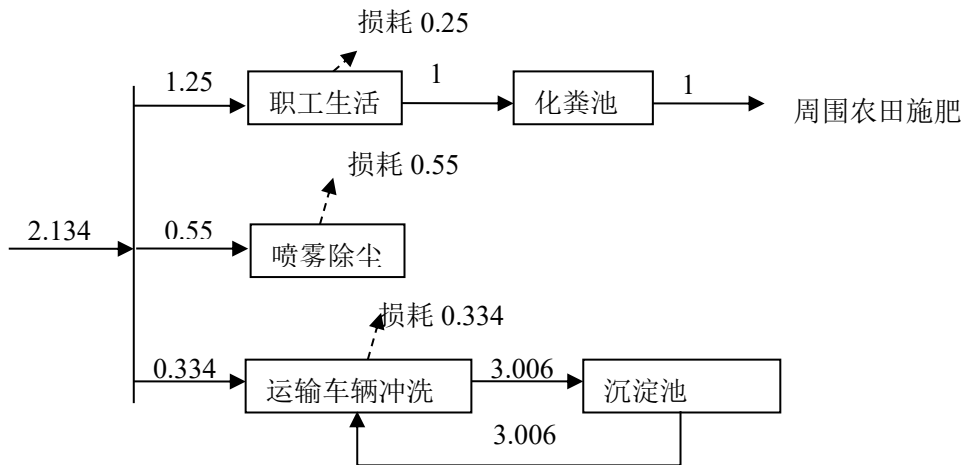 损耗 0.25
1.25
职工生活
1
化粪池
1
周围农田施肥
损耗 0.55
2.134
0.55
喷雾除尘
损耗 0.334
0.334
运输车辆冲洗
3.006
沉淀池
3.006